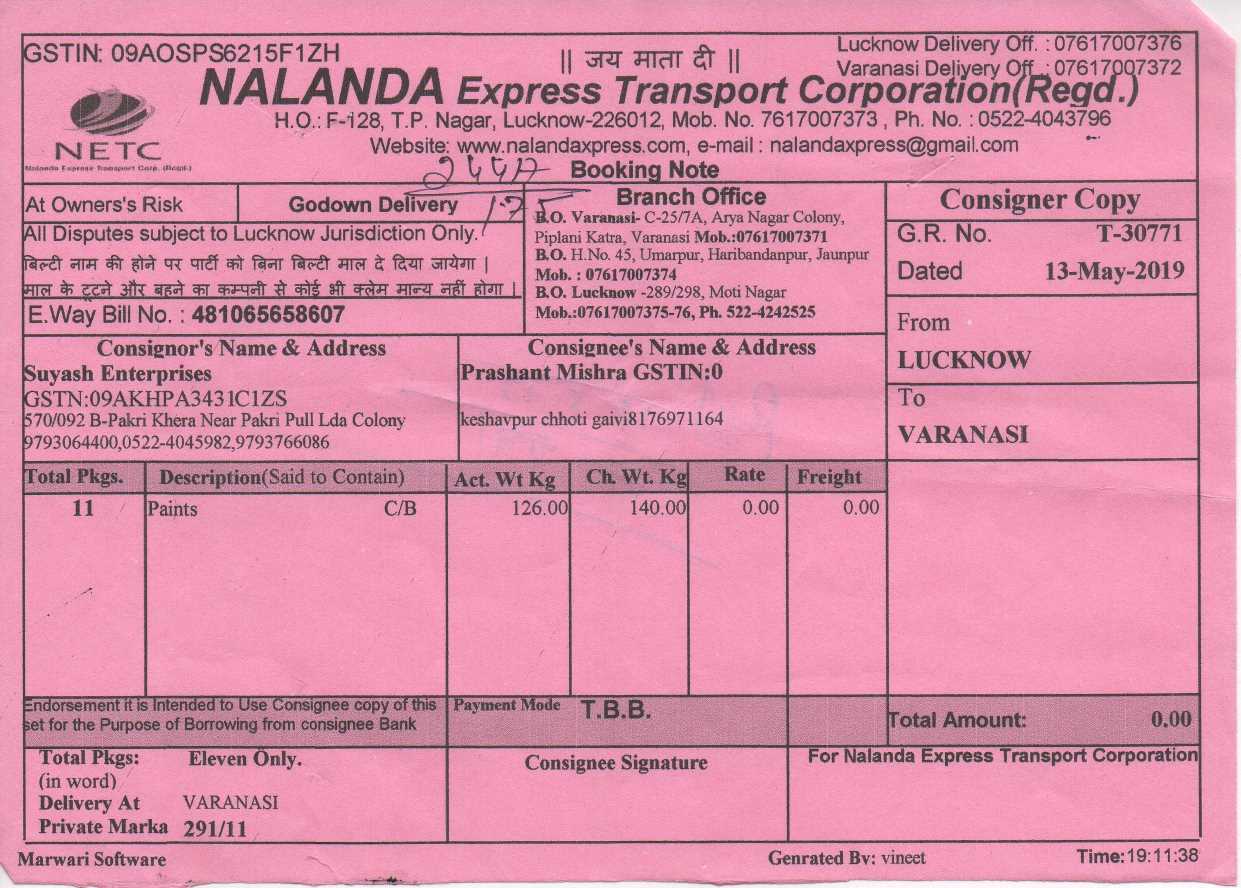 GSTIN: 09AOSPS6215F1ZH
|| जय माता दी ||
Lucknow Delivery Off. : 07617007376
Varanasi Delivery Off. : 07617007372
NALANDA Express Transport Corporation(Regd.)
H.O.: F-128, T.P. Nagar, Lucknow-226012, Mob. No. 7617007373 , Ph. No. : 0522-4043796
Website: www.nalandaxpress.com, e-mail : nalandaxpress@gmail.com
NETC
Nalanda Express Transport Corp. (Regd.)
Booking Note
At Owners's Risk
Godown Delivery
175
All Disputes subject to Lucknow Jurisdiction Only.
बिल्टी नाम की होने पर पार्टी को बिना बिल्टी माल दे दिया जायेगा |
माल के टूटने और बहने का कम्पनी से कोई भी क्लेम मान्य नहीं होगा |
E.Way Bill No. : 481065658607
Branch Office
B.O. Varanasi- C-25/7A, Arya Nagar Colony,
Piplani Katra, Varanasi Mob.:07617007371
B.O. H.No. 45, Umarpur, Haribandanpur, Jaunpur
Mob. : 07617007374
B.O. Lucknow -289/298, Moti Nagar
Mob.:07617007375-76, Ph. 522-4242525
Consigner Copy
G.R. No. T-30771
Dated 13-May-2019
From
LUCKNOW
To
VARANASI
Consignor's Name & Address
Suyash Enterprises
GSTN:09AKHPA3431C1ZS
570/092 B-Pakri Khera Near Pakri Pull Lda Colony
9793064400,0522-4045982,9793766086
Consignee's Name & Address
Prashant Mishra GSTIN:0
keshavpur chhoti gaivi8176971164
Total Pkgs. Description(Said to Contain) Act. Wt Kg Ch. Wt. Kg Rate Freight
11 Paints C/B 126.00 140.00 0.00 0.00
Endorsement it is Intended to Use Consignee copy of this
set for the Purpose of Borrowing from consignee Bank
Payment Mode T.B.B.
Total Amount: 0.00
Total Pkgs: Eleven Only.
(in word)
Delivery At VARANASI
Private Marka 291/11
Consignee Signature
For Nalanda Express Transport Corporation
Marwari Software
Genrated By: vineet
Time:19:11:38